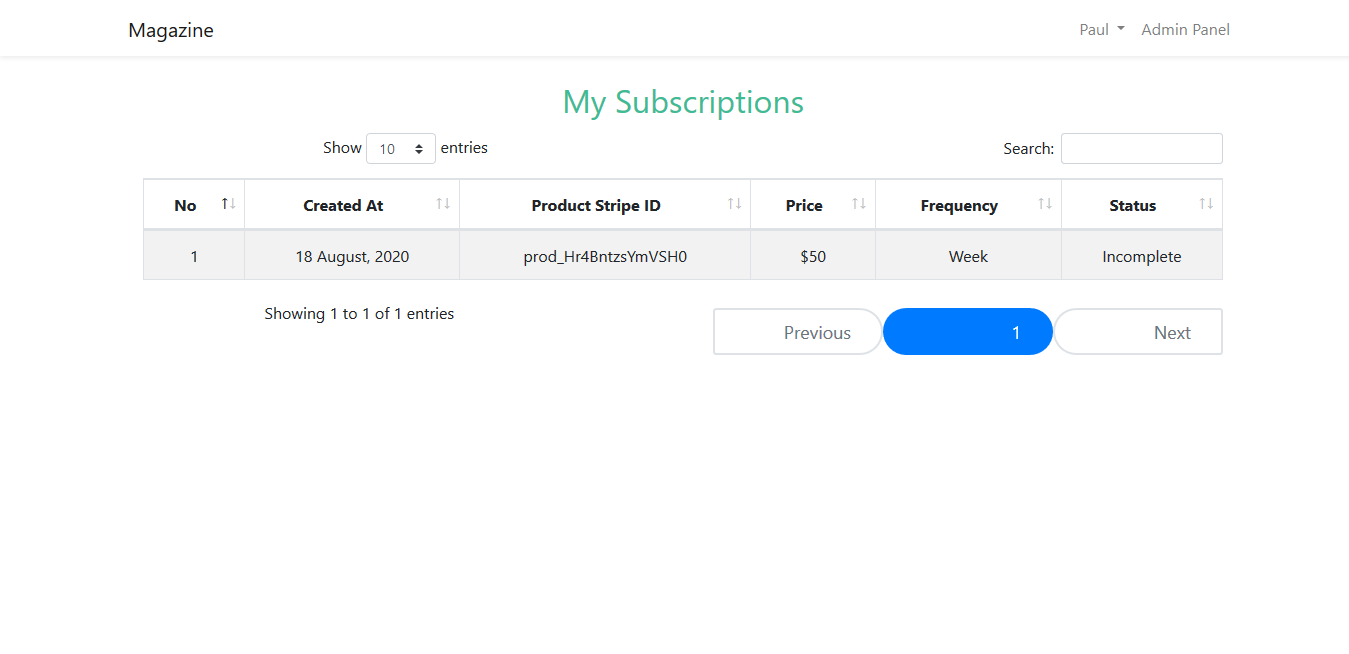 Magazine Paul Admin Panel
My Subscriptions
Show 10 entries Search:
No Created At Product Stripe ID Price Frequency Status
1 18 August, 2020 prod_Hr4BntzsYmVSH0 $50 Week Incomplete
Showing 1 to 1 of 1 entries Previous 1 Next